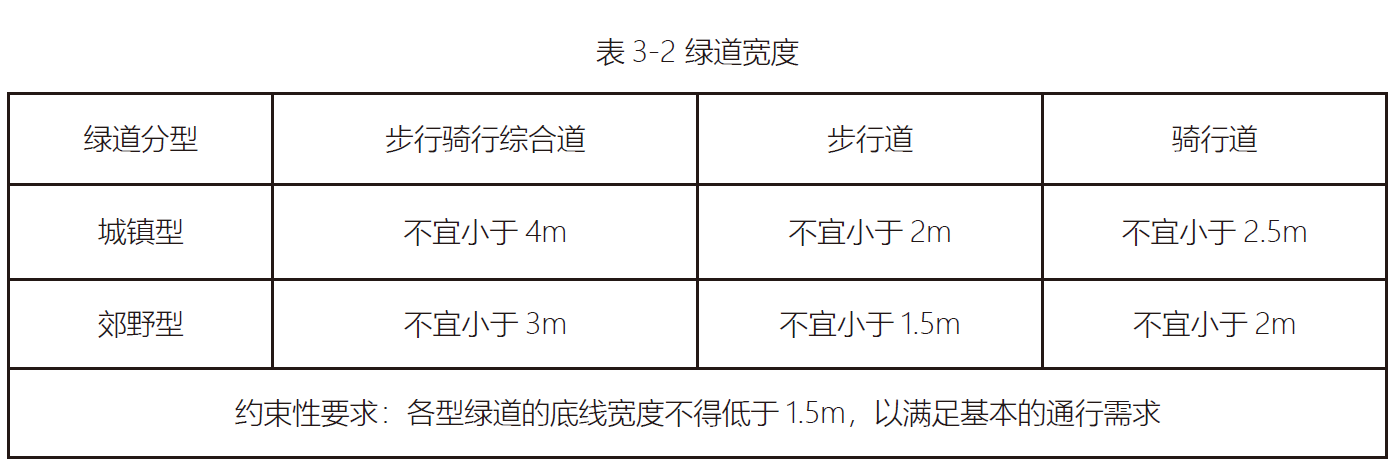 表 3-2 绿道宽度
绿道分型 步行骑行综合道 步行道 骑行道
城镇型 不宜小于 4m 不宜小于 2m 不宜小于 2.5m
郊野型 不宜小于 3m 不宜小于 1.5m 不宜小于 2m
约束性要求：各型绿道的底线宽度不得低于 1.5m，以满足基本的通行需求